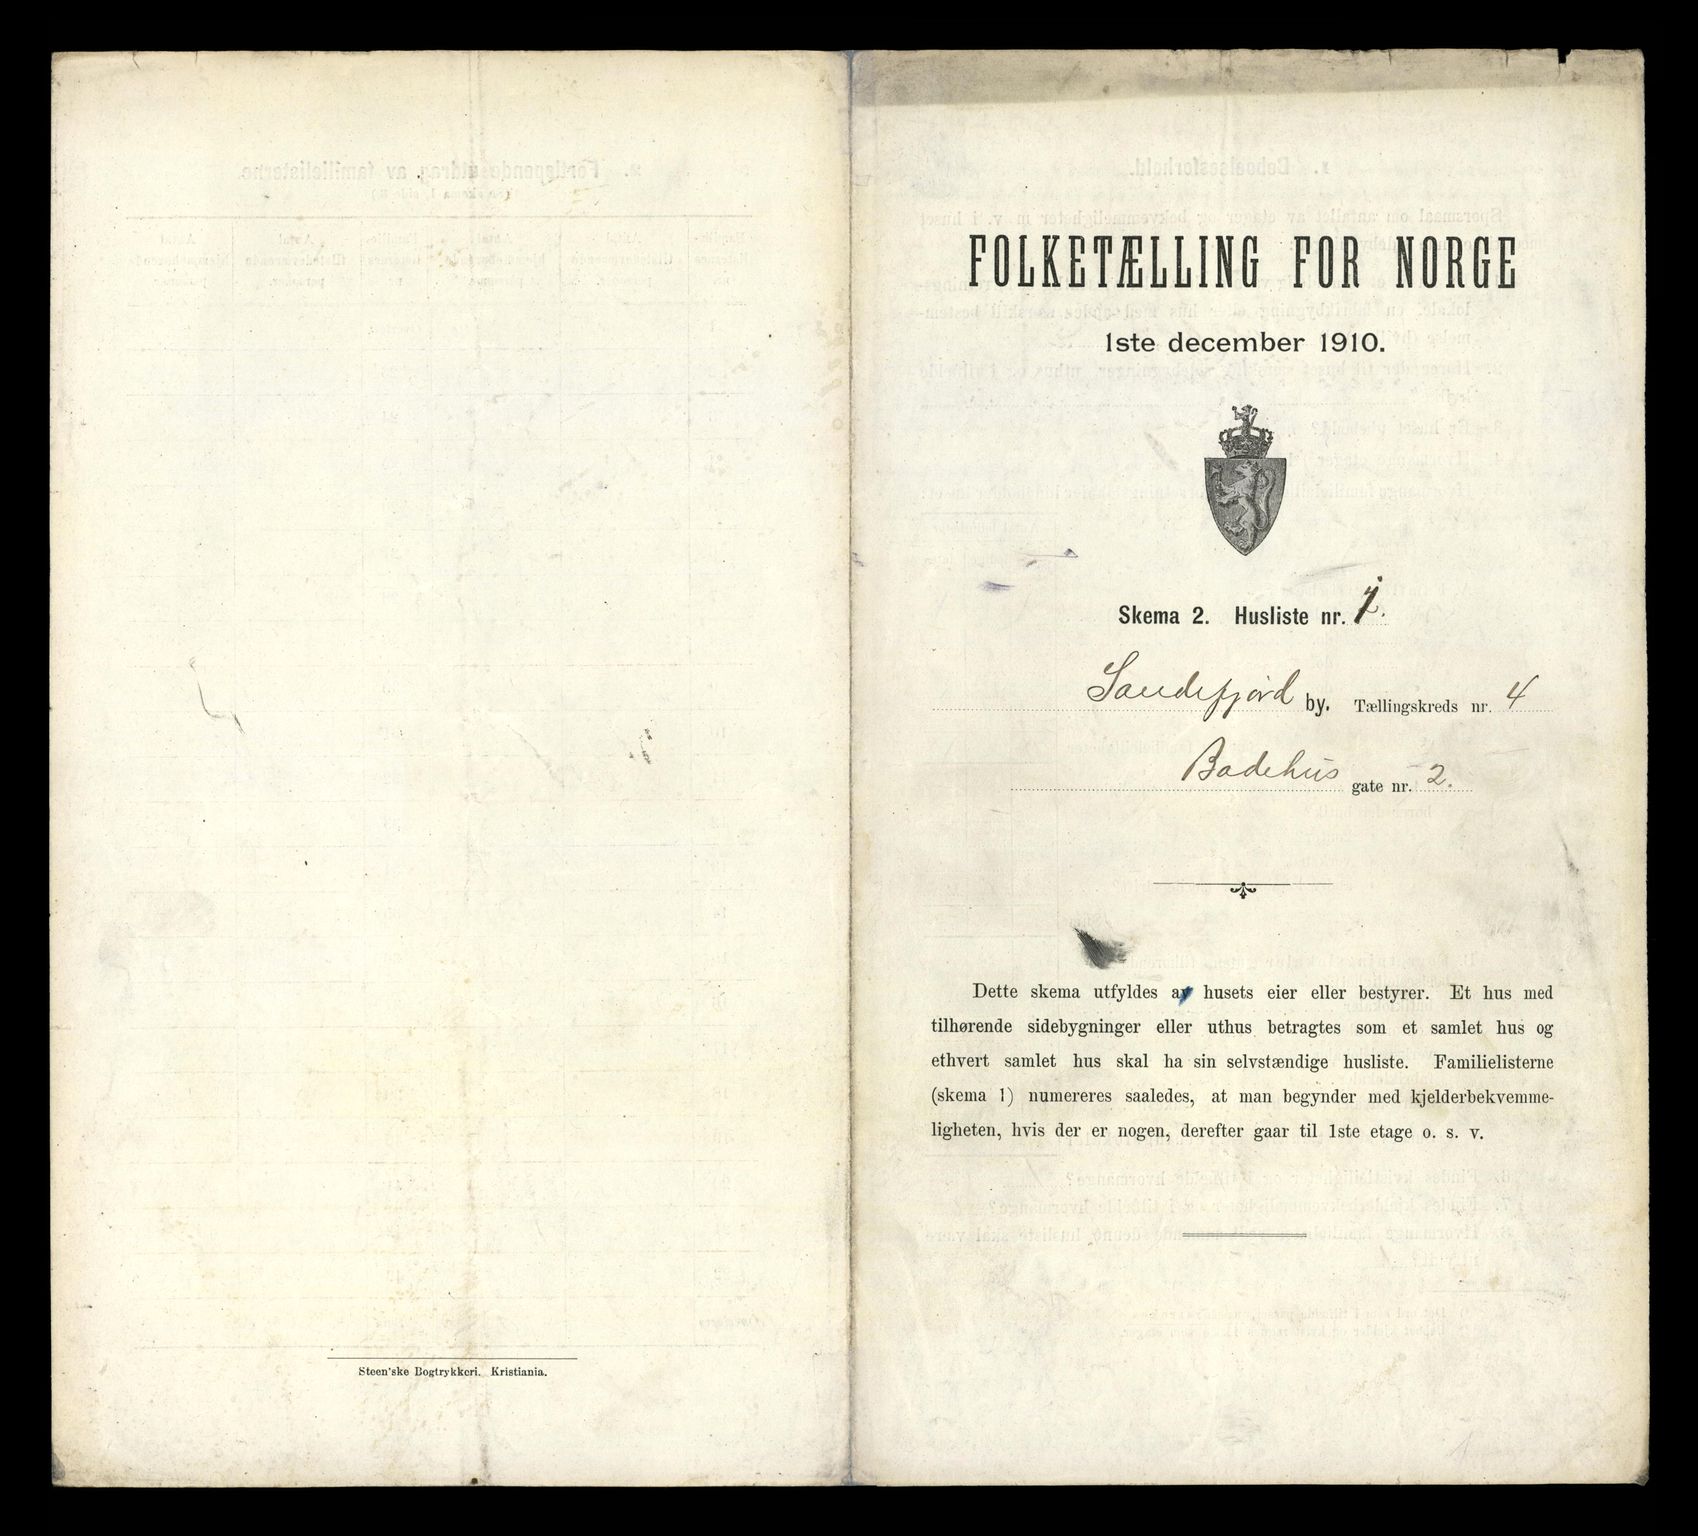 FOLKETÆLLING FOR NORGE
1ste december 1910.
Skema 2. Husliste nr.
Sandefjord by. Tællingskreds nr. 4
Badehus gate nr. 2.
Dette skema utfyldes av husets eier eller bestyrer. Et hus med
tilhørende sidebygninger eller uthus betragtes som et samlet hus og
ethvert samlet hus skal ha sin selvstændige husliste. Familielisterne
(skema 1) numereres saaledes, at man begynder med kjelderbekvemme-
ligheten, hvis der er nogen, derefter gaar til 1ste etage o. s. v.
Steen'ske Bogtrykkeri. Kristiania.